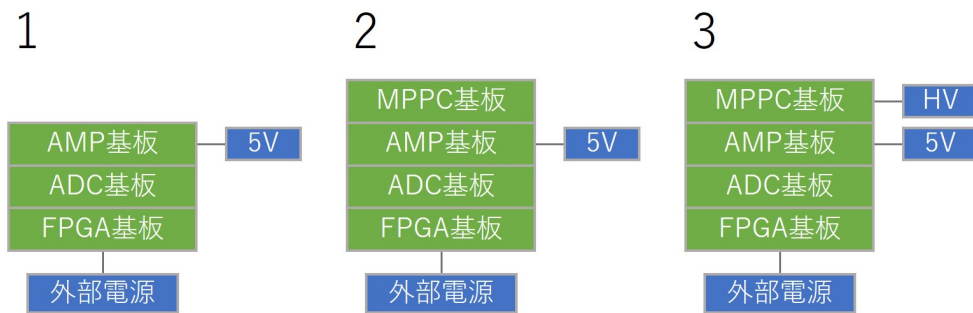 1
AMP基板
5V
ADC基板
FPGA基板
外部電源
2
MPPC基板
AMP基板
5V
ADC基板
FPGA基板
外部電源
3
MPPC基板
HV
AMP基板
5V
ADC基板
FPGA基板
外部電源